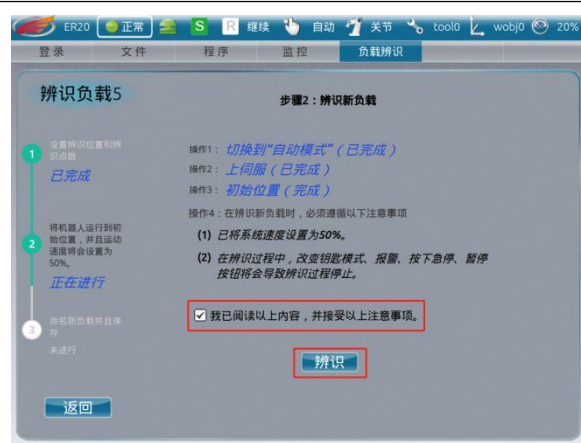 ER20 正常 S R 继续 自动 关节 tool0 wobj0 20%
登录 文件 程序 监控 负载辨识
辨识负载5
步骤2：辨识新负载
1
设置辨识位置和辨
识点数
已完成
操作1： 切换到“自动模式”（已完成）
操作2： 上伺服（已完成）
操作3： 初始位置（完成）
操作4：在辨识新负载时，必须遵循以下注意事项
2
将机器人运行到初
始位置，并且运动
速度将会设置为
50%。
正在进行
(1) 已将系统速度设置为50%。
(2) 在辨识过程中，改变钥匙模式、报警、按下急停、暂停
按钮将会导致辨识过程停止。
3
命名新负载并且保
存
未进行
我已阅读以上内容，并接受以上注意事项。
辨识
返回